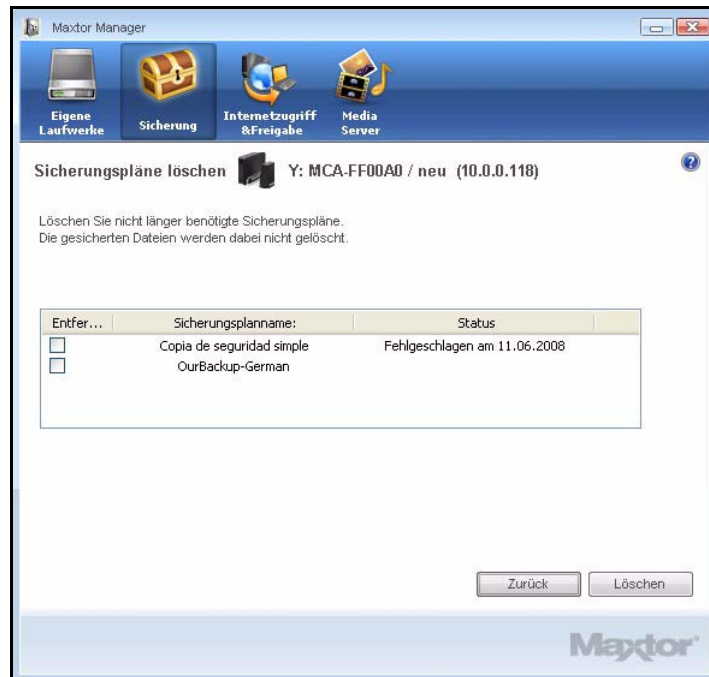 Maxtor Manager
Eigene Laufwerke
Sicherung
Internetzugriff &Freigabe
Media Server
Sicherungspläne löschen Y: MCA-FF00A0 / neu (10.0.0.118)
Löschen Sie nicht länger benötigte Sicherungspläne.
Die gesicherten Dateien werden dabei nicht gelöscht.
Entfer... Sicherungsplanname: Status
Copia de seguridad simple Fehlgeschlagen am 11.06.2008
OurBackup-German
Zurück Löschen
Maxtor